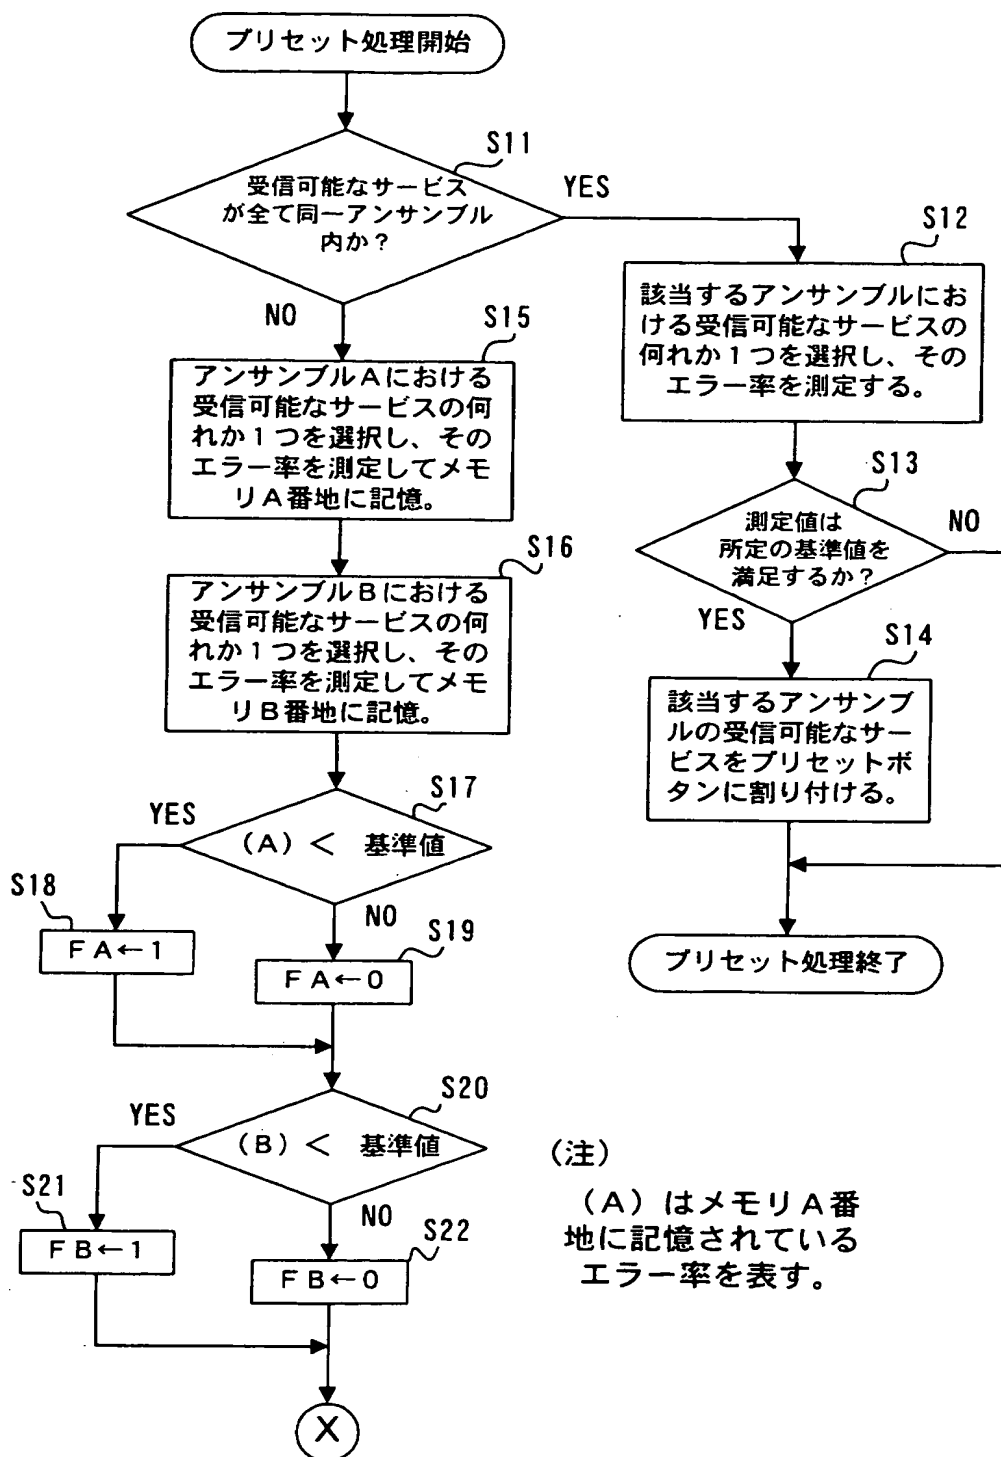 プリセット処理開始
S11
受信可能なサービス
が全て同一アンサンブル
内か?
YES
NO
S12
該当するアンサンブルにお
ける受信可能なサービスの
何れか1つを選択し、その
エラー率を測定する。
S13
測定値は
所定の基準値を
満足するか?
NO
YES
S14
該当するアンサンブ
ルの受信可能なサー
ビスをプリセットボ
タンに割り付ける。
プリセット処理終了
S15
アンサンブルAにおける
受信可能なサービスの何
れか1つを選択し、その
エラー率を測定してメモ
リA番地に記憶。
S16
アンサンブルBにおける
受信可能なサービスの何
れか1つを選択し、その
エラー率を測定してメモ
リB番地に記憶。
S17
YES
(A)< 基準値
NO
S18
FA←1
S19
FA←0
S20
YES
(B)< 基準値
NO
S21
FB←1
S22
FB←0
X
(注)
(A)はメモリA番
地に記憶されている
エラー率を表す。